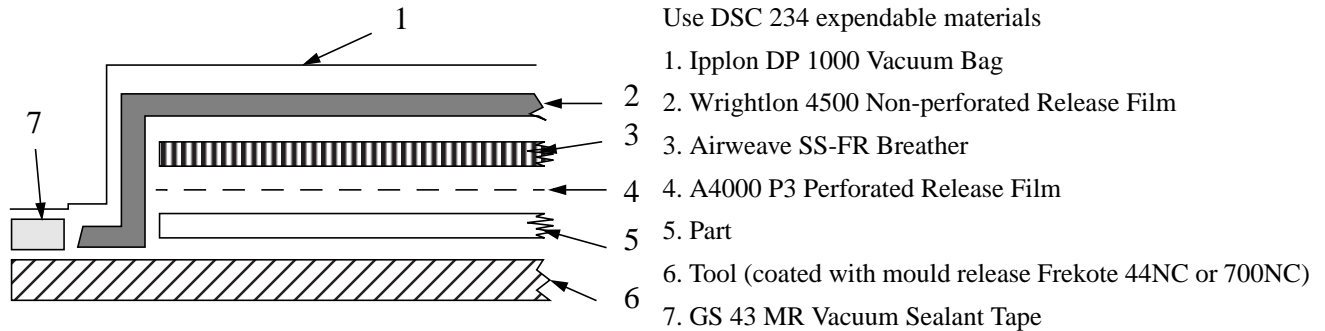 Use DSC 234 expendable materials
1. Ipplon DP 1000 Vacuum Bag
2. Wrightlon 4500 Non-perforated Release Film
3. Airweave SS-FR Breather
4. A4000 P3 Perforated Release Film
5. Part
6. Tool (coated with mould release Frekote 44NC or 700NC)
7. GS 43 MR Vacuum Sealant Tape
1
2
3
4
5
6
7